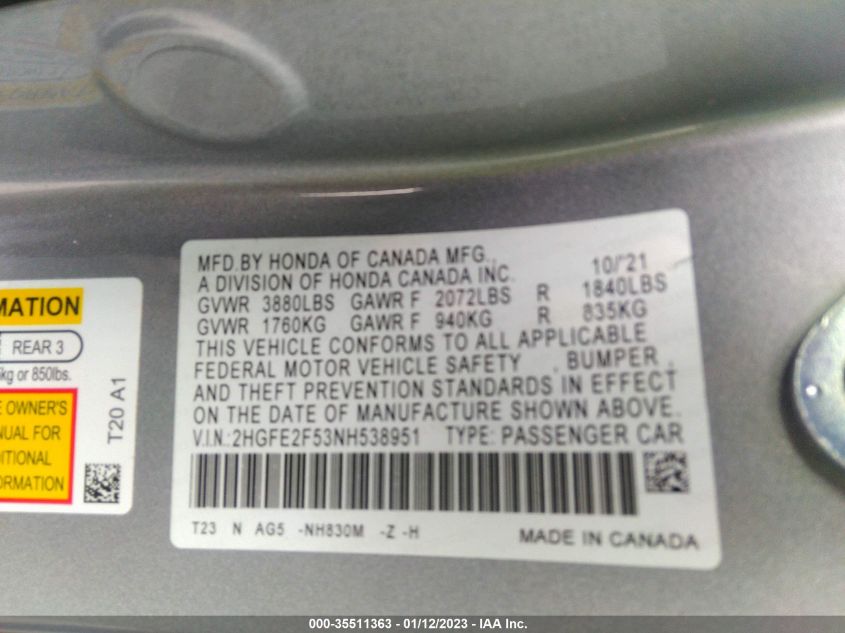 MFD.BY HONDA OF CANADA MFG., 10/'21
A DIVISION OF HONDA CANADA INC.
GVWR 3880LBS GAWR F 2072LBS R 1840LBS
GVWR 1760KG GAWR F 940KG R 835KG
THIS VEHICLE CONFORMS TO ALL APPLICABLE
FEDERAL MOTOR VEHICLE SAFETY , BUMPER ,
AND THEFT PREVENTION STANDARDS IN EFFECT
ON THE DATE OF MANUFACTURE SHOWN ABOVE.
V.I.N.:2HGFE2F53NH538951 TYPE: PASSENGER CAR
T23 N AG5 -NH830M -Z -H MADE IN CANADA
MATION
REAR 3
kg or 850lbs.
OWNER'S
FOR
T20 A1
000-35511363 - 01/12/2023 - IAA Inc.